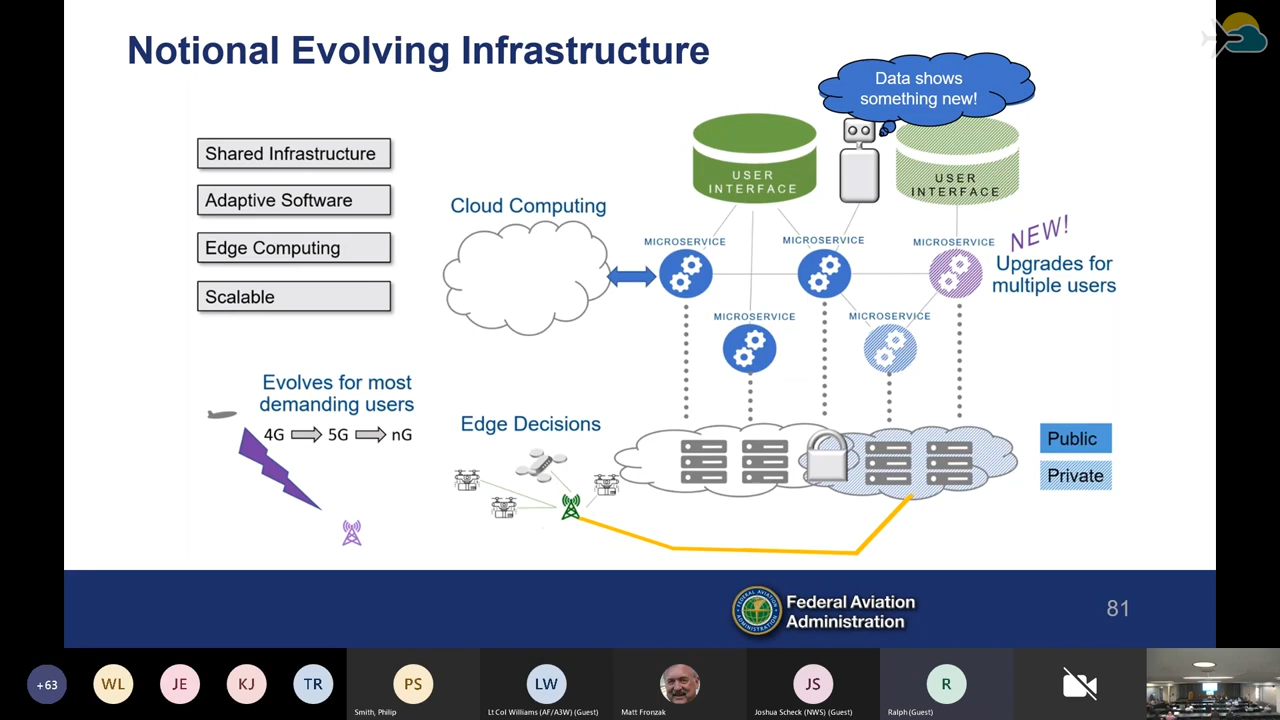 Notional Evolving Infrastructure
Data shows
something new!
Shared Infrastructure
Adaptive Software
Edge Computing
Scalable
Cloud Computing
USER
INTERFACE
USER
INTERFACE
MICROSERVICE
MICROSERVICE
MICROSERVICE
NEW!
Upgrades for
multiple users
MICROSERVICE
MICROSERVICE
Evolves for most
demanding users
4G 5G nG
Edge Decisions
Public
Private
Federal Aviation
Administration
81
+63
WL
JE
KJ
TR
PS
Smith, Philip
LW
Lt Col Williams (AF/A3W) (Guest)
Matt Fronzak
JS
Joshua Scheck (NWS) (Guest)
R
Ralph (Guest)